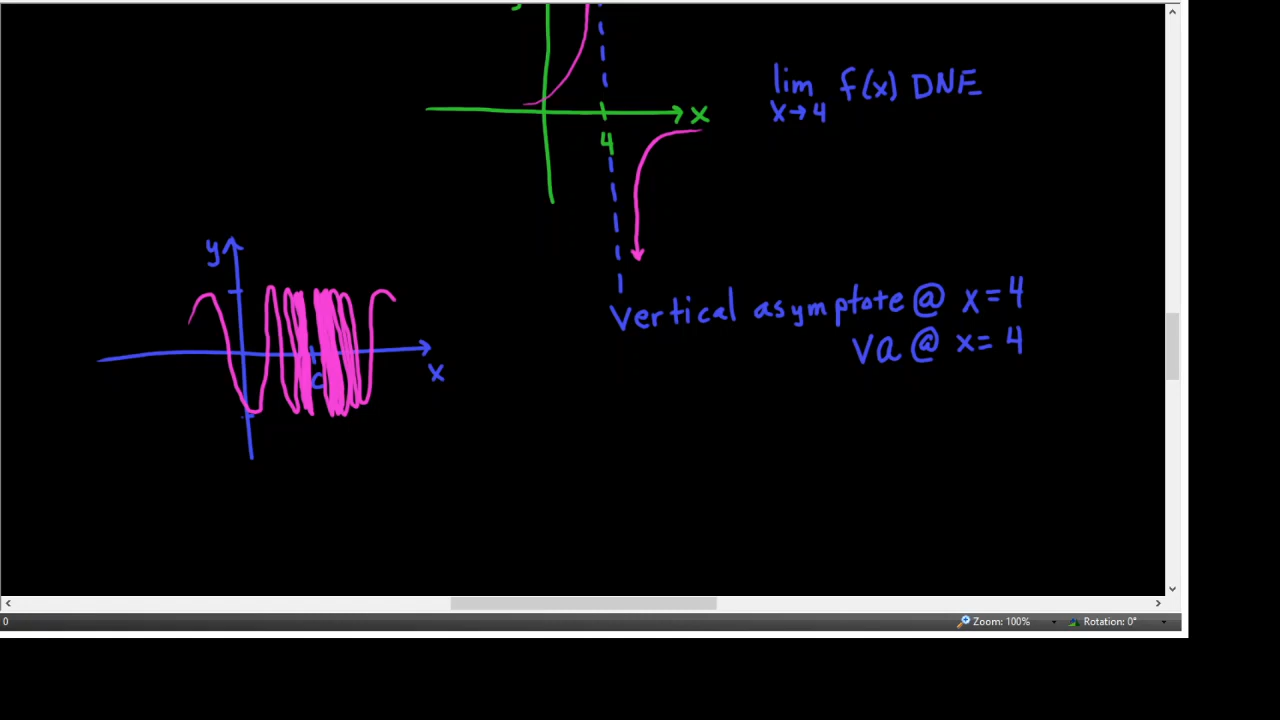 lim f(x) DNE
x→4
x
4
y
c
x
Vertical asymptote @ x = 4
Va @ x = 4
0
Zoom: 100%
Rotation: 0°